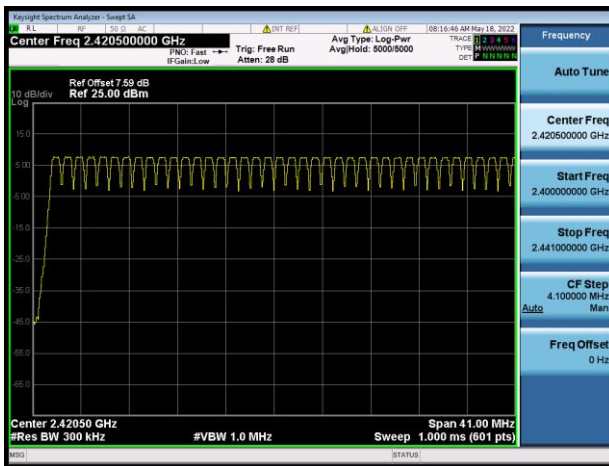 Keysight Spectrum Analyzer - Swept SA
RL RF 50 Ω AC INT REF ALIGN OFF 08:16:46 AM May 18, 2022
Center Freq 2.420500000 GHz
PNO: Fast
IFGain:Low
Trig: Free Run
Atten: 28 dB
Avg Type: Log-Pwr
Avg|Hold: 5000/5000
TRACE 1 2 3 4 5 6
TYPE M WWWWW
DET P N N N N N
Ref Offset 7.59 dB
10 dB/div Ref 25.00 dBm
Log
15.0
5.00
-5.00
-15.0
-25.0
-35.0
-45.0
-55.0
-65.0
Center 2.42050 GHz Span 41.00 MHz
#Res BW 300 kHz #VBW 1.0 MHz Sweep 1.000 ms (601 pts)
MSG STATUS
Frequency
Auto Tune
Center Freq
2.420500000 GHz
Start Freq
2.400000000 GHz
Stop Freq
2.441000000 GHz
CF Step
4.100000 MHz
Auto Man
Freq Offset
0 Hz